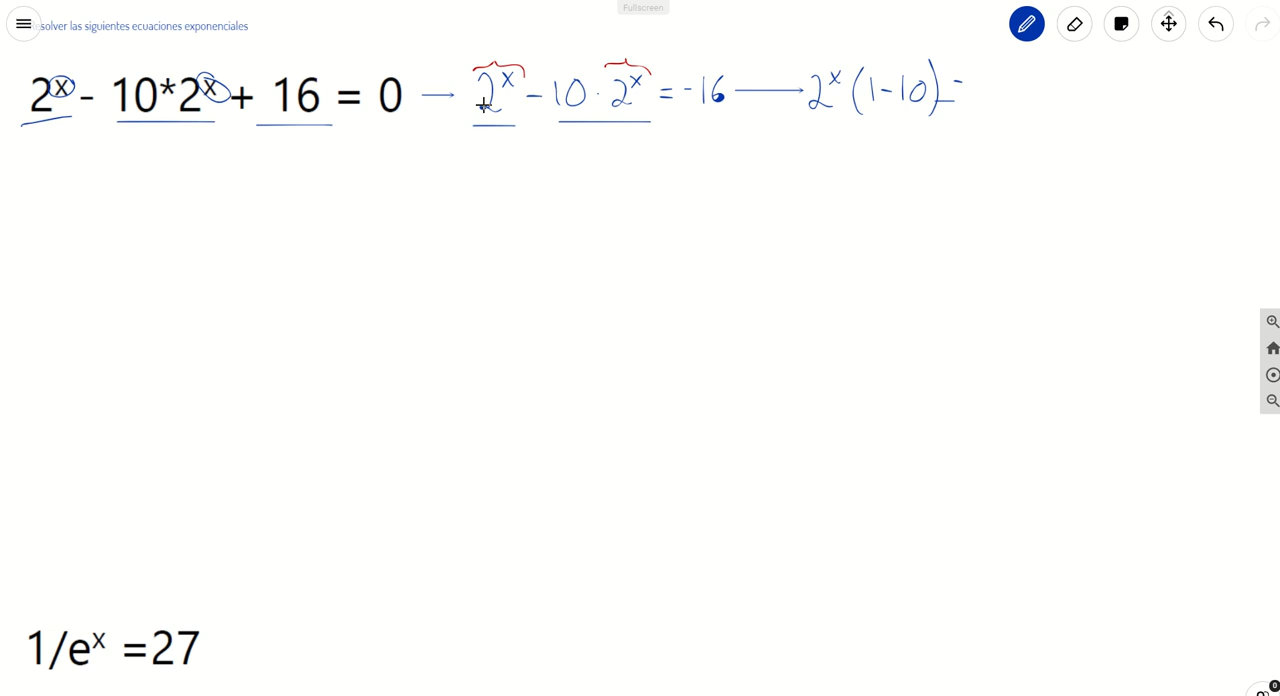 Fullscreen
solver las siguientes ecuaciones exponenciales
2ˣ - 10*2ˣ + 16 = 0 → 2ˣ - 10 · 2ˣ = -16 → 2ˣ (1-10) =
1/eˣ =27
0